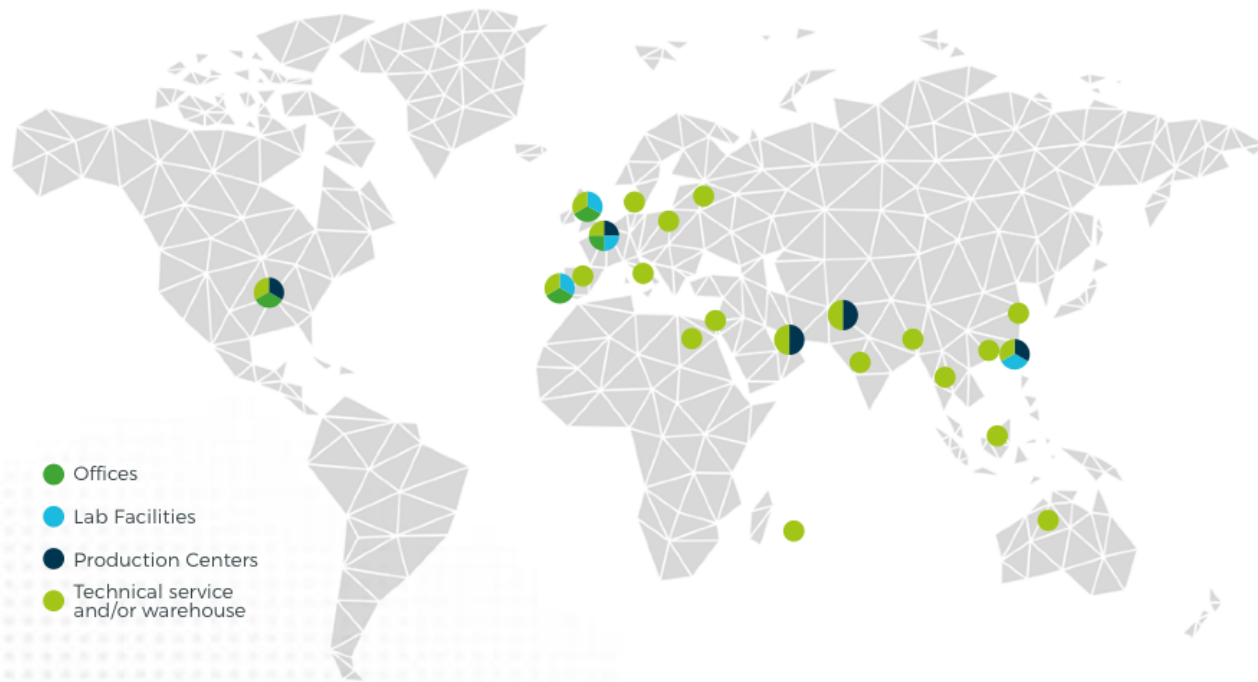 Offices
Lab Facilities
Production Centers
Technical service
and/or warehouse